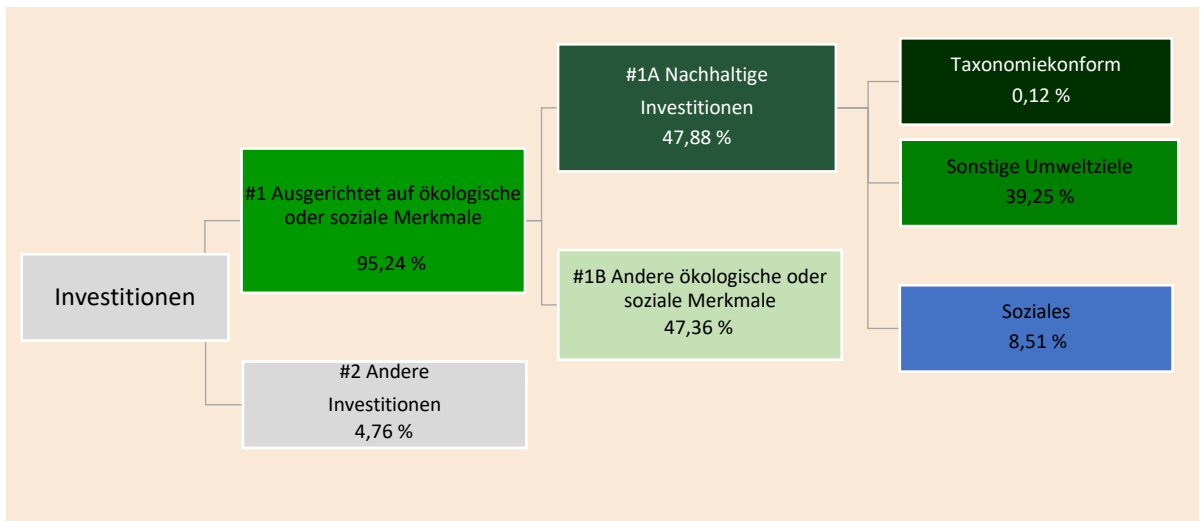 Investitionen
#1 Ausgerichtet auf ökologische
oder soziale Merkmale
95,24 %
#2 Andere
Investitionen
4,76 %
#1A Nachhaltige
Investitionen
47,88 %
#1B Andere ökologische oder
soziale Merkmale
47,36 %
Taxonomiekonform
0,12 %
Sonstige Umweltziele
39,25 %
Soziales
8,51 %